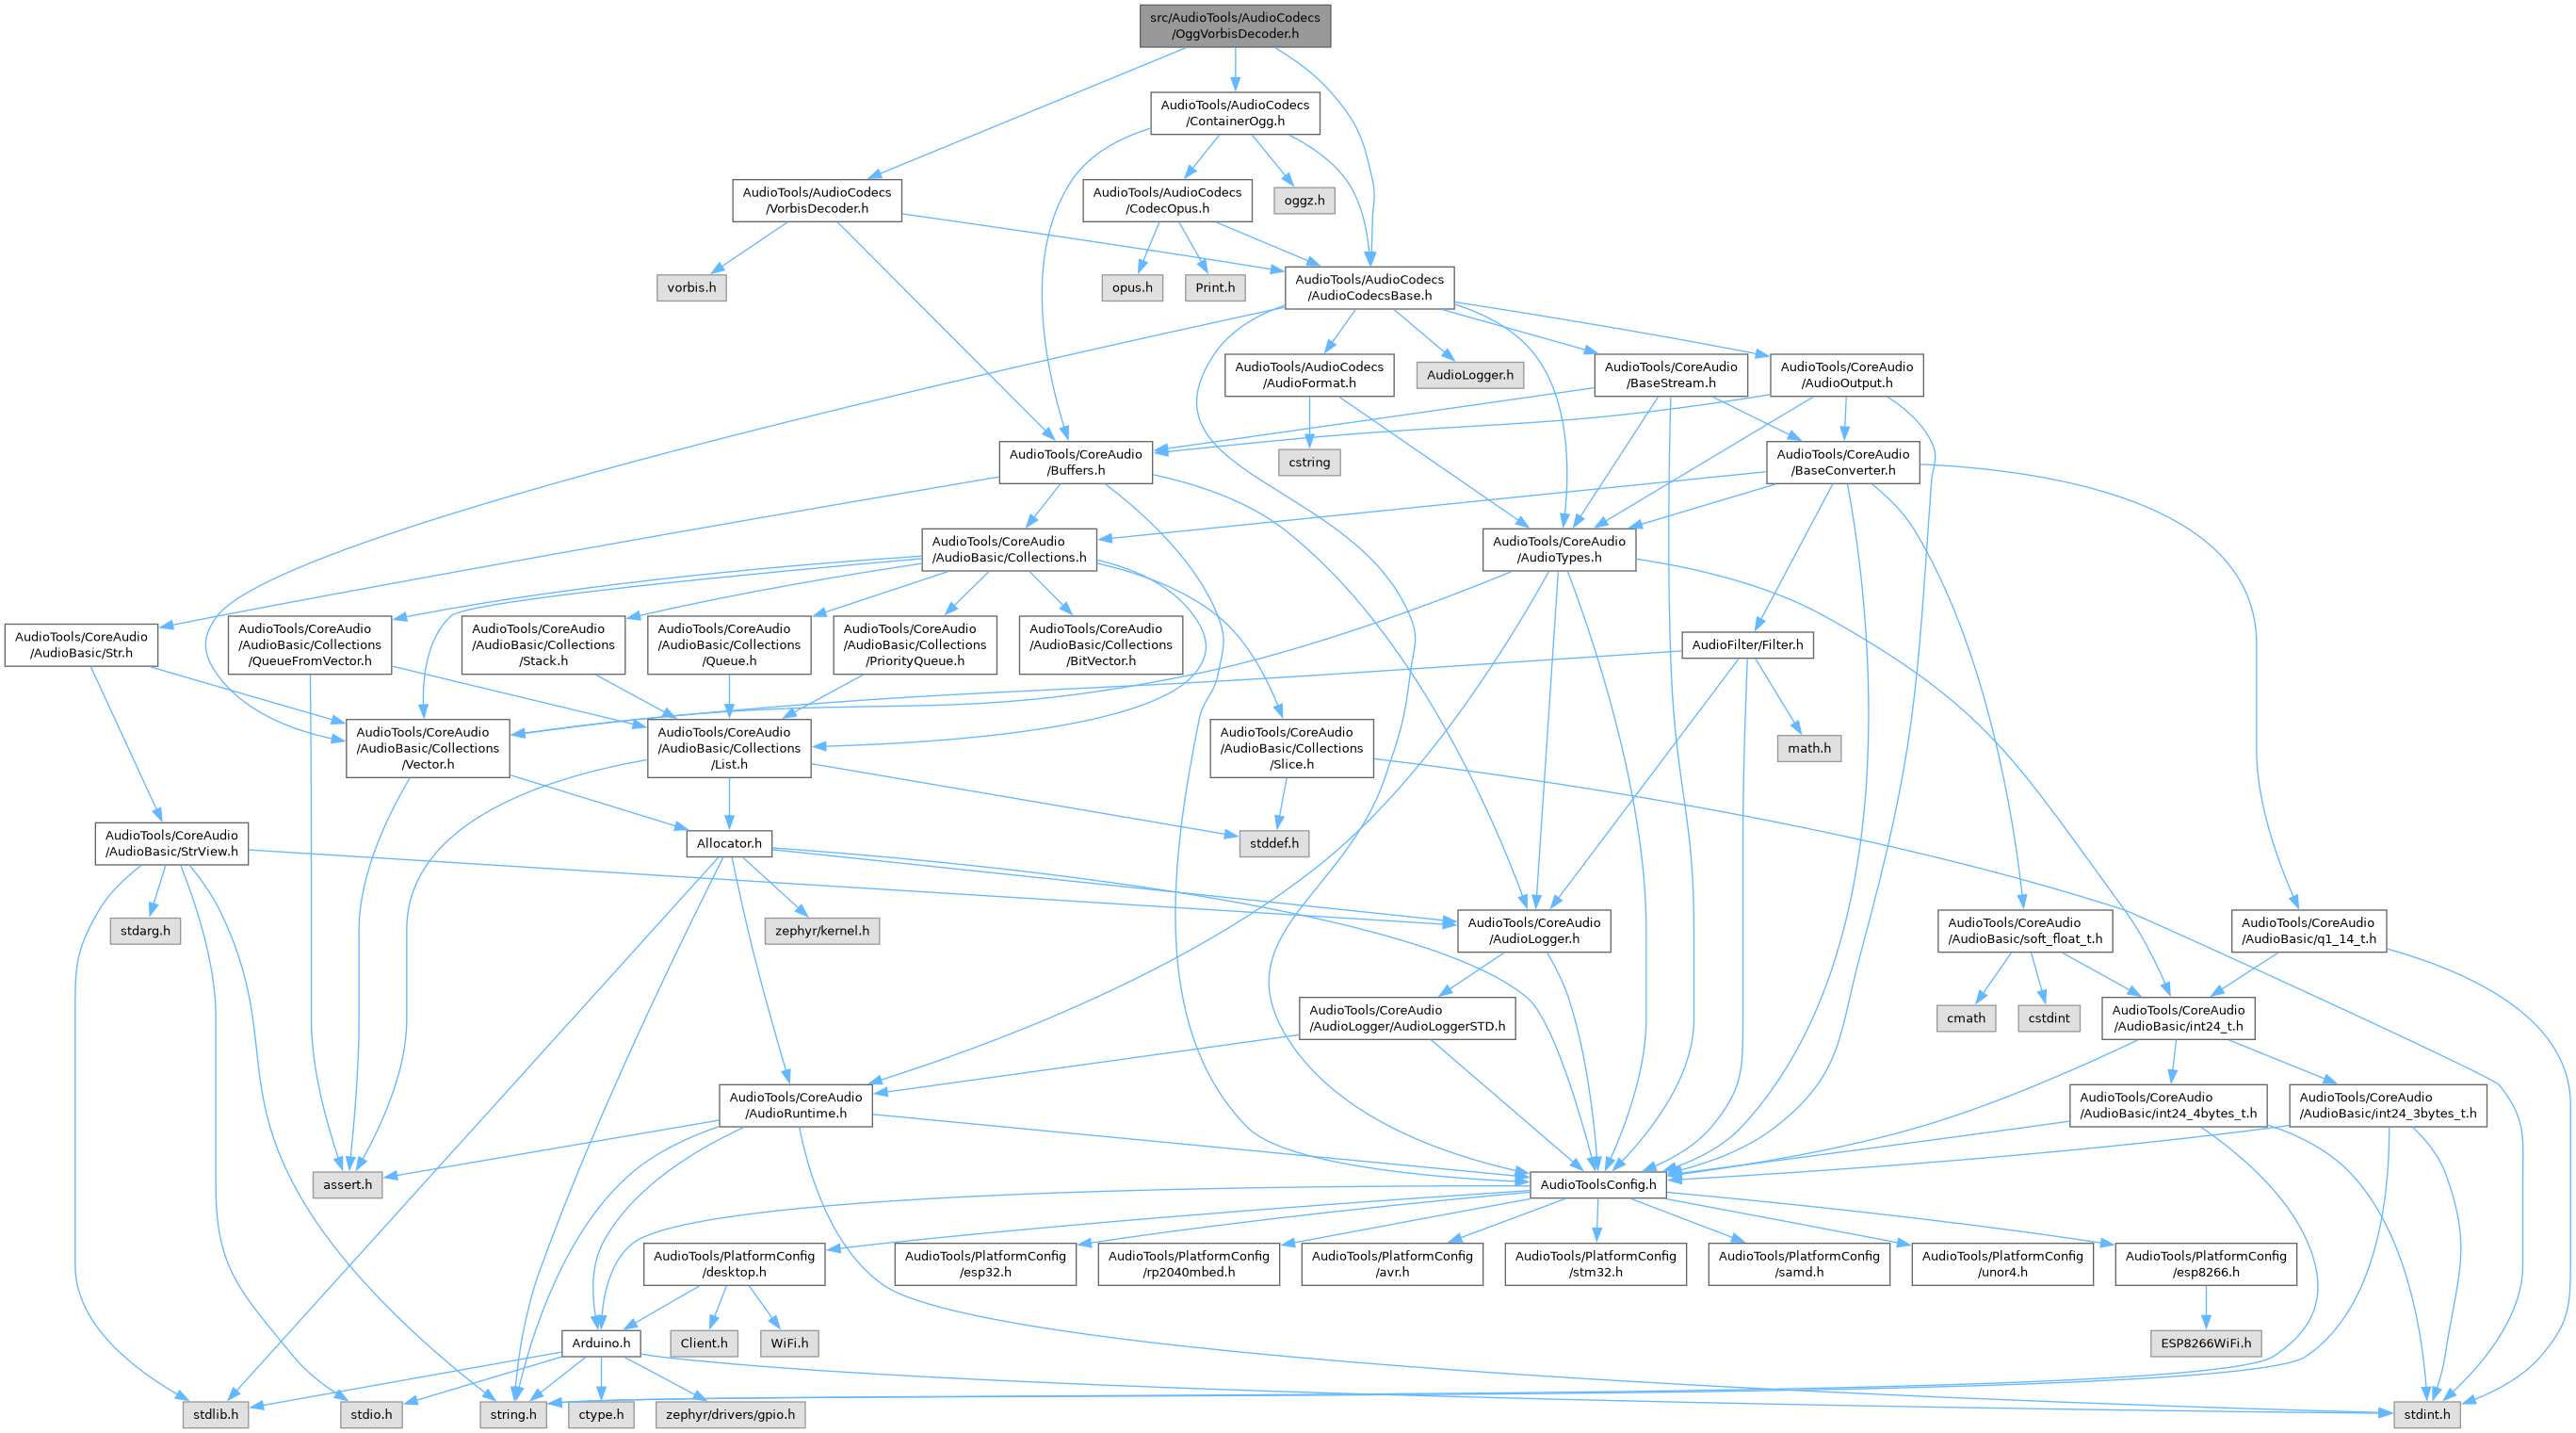 src/AudioTools/AudioCodecs
/OggVorbisDecoder.h
AudioTools/AudioCodecs
/ContainerOgg.h
AudioTools/AudioCodecs
/VorbisDecoder.h
AudioTools/AudioCodecs
/CodecOpus.h
oggz.h
vorbis.h
opus.h
Print.h
AudioTools/AudioCodecs
/AudioCodecsBase.h
AudioTools/AudioCodecs
/AudioFormat.h
AudioLogger.h
AudioTools/CoreAudio
/BaseStream.h
AudioTools/CoreAudio
/AudioOutput.h
AudioTools/CoreAudio
/Buffers.h
cstring
AudioTools/CoreAudio
/BaseConverter.h
AudioTools/CoreAudio
/AudioBasic/Collections.h
AudioTools/CoreAudio
/AudioTypes.h
AudioTools/CoreAudio
/AudioBasic/Str.h
AudioTools/CoreAudio
/AudioBasic/Collections
/QueueFromVector.h
AudioTools/CoreAudio
/AudioBasic/Collections
/Stack.h
AudioTools/CoreAudio
/AudioBasic/Collections
/Queue.h
AudioTools/CoreAudio
/AudioBasic/Collections
/PriorityQueue.h
AudioTools/CoreAudio
/AudioBasic/Collections
/BitVector.h
AudioFilter/Filter.h
AudioTools/CoreAudio
/AudioBasic/Collections
/Vector.h
AudioTools/CoreAudio
/AudioBasic/Collections
/List.h
AudioTools/CoreAudio
/AudioBasic/Collections
/Slice.h
math.h
AudioTools/CoreAudio
/AudioBasic/StrView.h
Allocator.h
stddef.h
stdarg.h
zephyr/kernel.h
AudioTools/CoreAudio
/AudioLogger.h
AudioTools/CoreAudio
/AudioBasic/soft_float_t.h
AudioTools/CoreAudio
/AudioBasic/q1_14_t.h
AudioTools/CoreAudio
/AudioLogger/AudioLoggerSTD.h
cmath
cstdint
AudioTools/CoreAudio
/AudioBasic/int24_t.h
AudioTools/CoreAudio
/AudioRuntime.h
AudioTools/CoreAudio
/AudioBasic/int24_4bytes_t.h
AudioTools/CoreAudio
/AudioBasic/int24_3bytes_t.h
assert.h
AudioToolsConfig.h
AudioTools/PlatformConfig
/desktop.h
AudioTools/PlatformConfig
/esp32.h
AudioTools/PlatformConfig
/rp2040mbed.h
AudioTools/PlatformConfig
/avr.h
AudioTools/PlatformConfig
/stm32.h
AudioTools/PlatformConfig
/samd.h
AudioTools/PlatformConfig
/unor4.h
AudioTools/PlatformConfig
/esp8266.h
Arduino.h
Client.h
WiFi.h
ESP8266WiFi.h
stdlib.h
stdio.h
string.h
ctype.h
zephyr/drivers/gpio.h
stdint.h